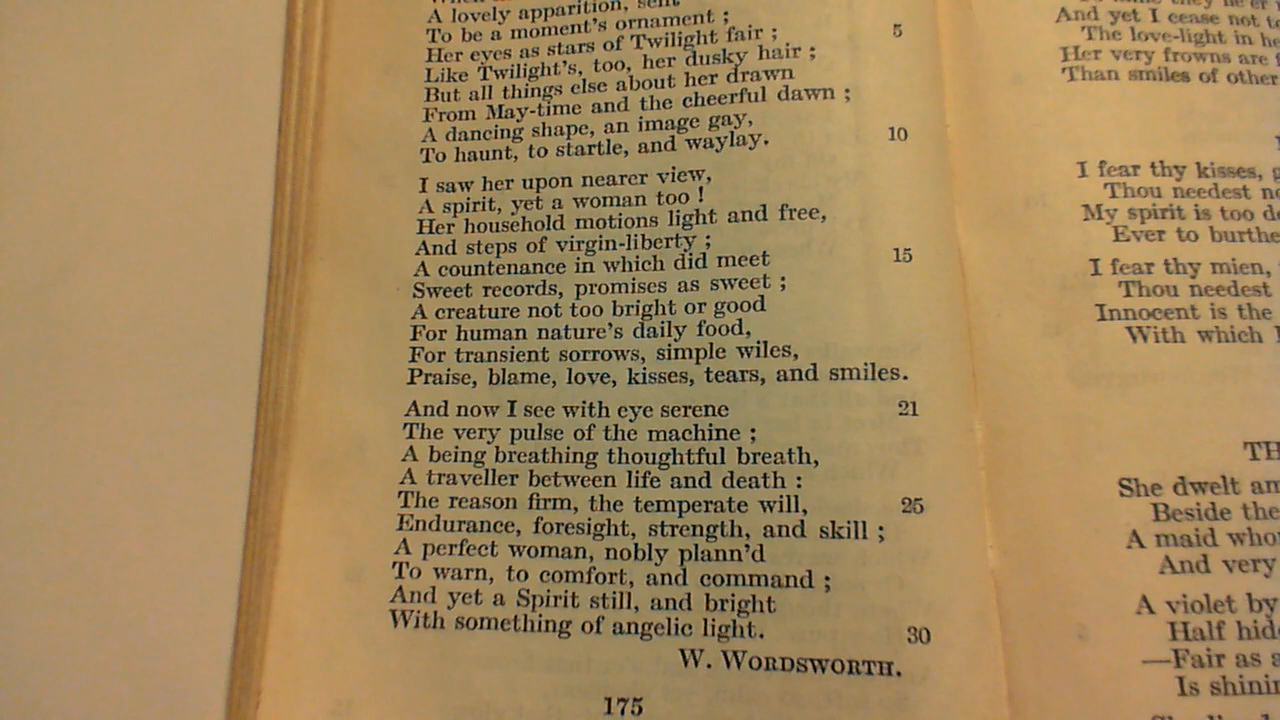 A lovely apparition, sent
To be a moment's ornament ;
Her eyes as stars of Twilight fair ; 5
Like Twilight's, too, her dusky hair ;
But all things else about her drawn
From May-time and the cheerful dawn ;
A dancing shape, an image gay,
To haunt, to startle, and waylay. 10
I saw her upon nearer view,
A spirit, yet a woman too !
Her household motions light and free,
And steps of virgin-liberty ;
A countenance in which did meet 15
Sweet records, promises as sweet ;
A creature not too bright or good
For human nature's daily food,
For transient sorrows, simple wiles,
Praise, blame, love, kisses, tears, and smiles.
And now I see with eye serene 21
The very pulse of the machine ;
A being breathing thoughtful breath,
A traveller between life and death :
The reason firm, the temperate will, 25
Endurance, foresight, strength, and skill ;
A perfect woman, nobly plann'd
To warn, to comfort, and command ;
And yet a Spirit still, and bright
With something of angelic light. 30
W. WORDSWORTH.
175
And yet I cease not
The love-light in
Her very frowns are
Than smiles of other
I fear thy kisses,
Thou needest
My spirit is too
Ever to
I fear thy mien,
Thou needest
Innocent is the
With which
She dwelt
Beside the
A maid
And very
A violet by
Half
—Fair as
Is